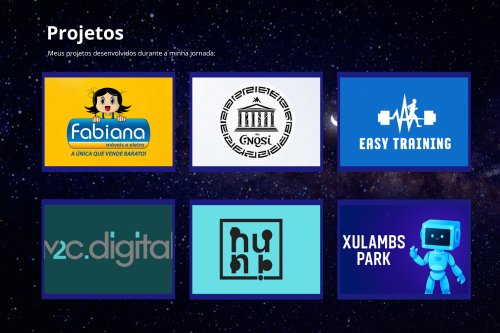 Projetos
Meus projetos desenvolvidos durante a minha jornada:
Fabiana
móveis e eletro
A ÚNICA QUE VENDE BARATO!
GNOSI
EASY TRAINING
v2c.digital
hun!
XULAMBS
PARK